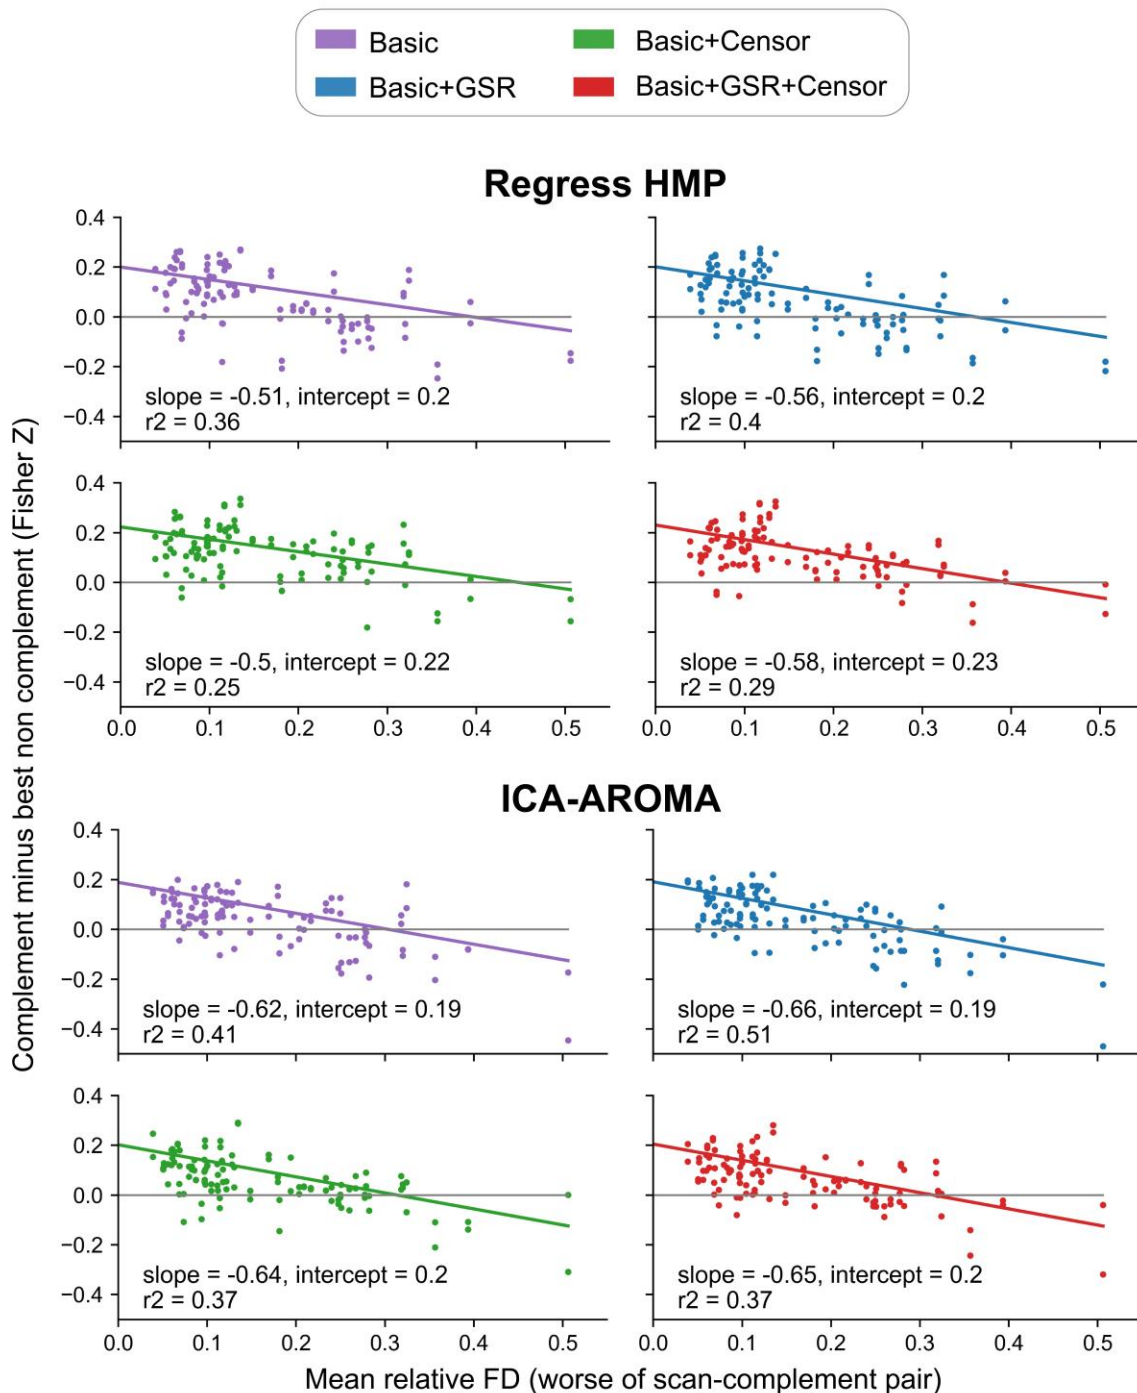 Basic
Basic+Censor
Basic+GSR
Basic+GSR+Censor
Regress HMP
0.4
0.2
0.0
−0.2
−0.4
slope = -0.51, intercept = 0.2
r2 = 0.36
slope = -0.56, intercept = 0.2
r2 = 0.4
0.4
0.2
0.0
−0.2
−0.4
slope = -0.5, intercept = 0.22
r2 = 0.25
slope = -0.58, intercept = 0.23
r2 = 0.29
0.0 0.1 0.2 0.3 0.4 0.5
0.0 0.1 0.2 0.3 0.4 0.5
Complement minus best non complement (Fisher Z)
ICA-AROMA
0.4
0.2
0.0
−0.2
−0.4
slope = -0.62, intercept = 0.19
r2 = 0.41
slope = -0.66, intercept = 0.19
r2 = 0.51
0.4
0.2
0.0
−0.2
−0.4
slope = -0.64, intercept = 0.2
r2 = 0.37
slope = -0.65, intercept = 0.2
r2 = 0.37
0.0 0.1 0.2 0.3 0.4 0.5
0.0 0.1 0.2 0.3 0.4 0.5
Mean relative FD (worse of scan-complement pair)